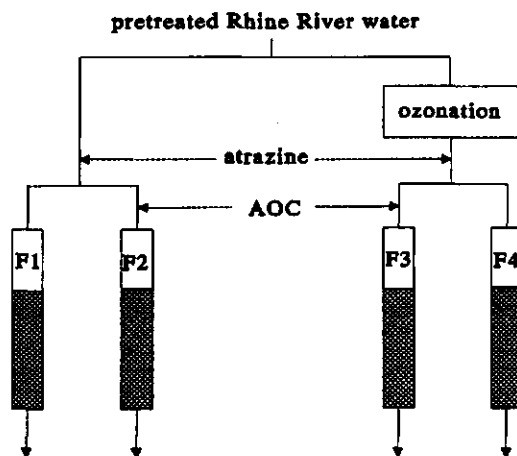 pretreated Rhine River water
ozonation
atrazine
AOC
F1
F2
F3
F4